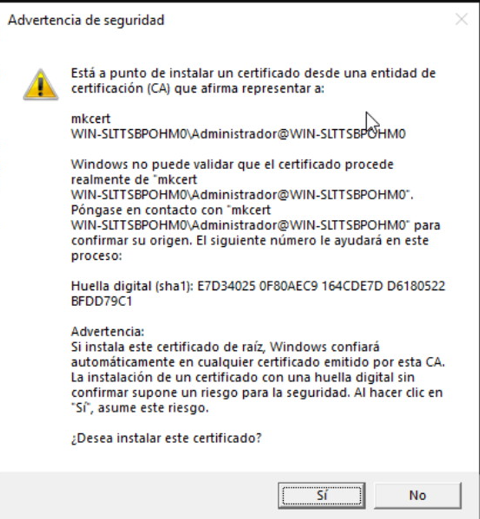 Advertencia de seguridad
Está a punto de instalar un certificado desde una entidad de
certificación (CA) que afirma representar a:
mkcert
WIN-SLTTSBPOHM0\Administrador@WIN-SLTTSBPOHM0
Windows no puede validar que el certificado procede
realmente de "mkcert
WIN-SLTTSBPOHM0\Administrador@WIN-SLTTSBPOHM0".
Póngase en contacto con "mkcert
WIN-SLTTSBPOHM0\Administrador@WIN-SLTTSBPOHM0" para
confirmar su origen. El siguiente número le ayudará en este
proceso:
Huella digital (sha1): E7D34025 0F80AEC9 164CDE7D D6180522
BFDD79C1
Advertencia:
Si instala este certificado de raíz, Windows confiará
automáticamente en cualquier certificado emitido por esta CA.
La instalación de un certificado con una huella digital sin
confirmar supone un riesgo para la seguridad. Al hacer clic en
"Sí", asume este riesgo.
¿Desea instalar este certificado?
Sí
No